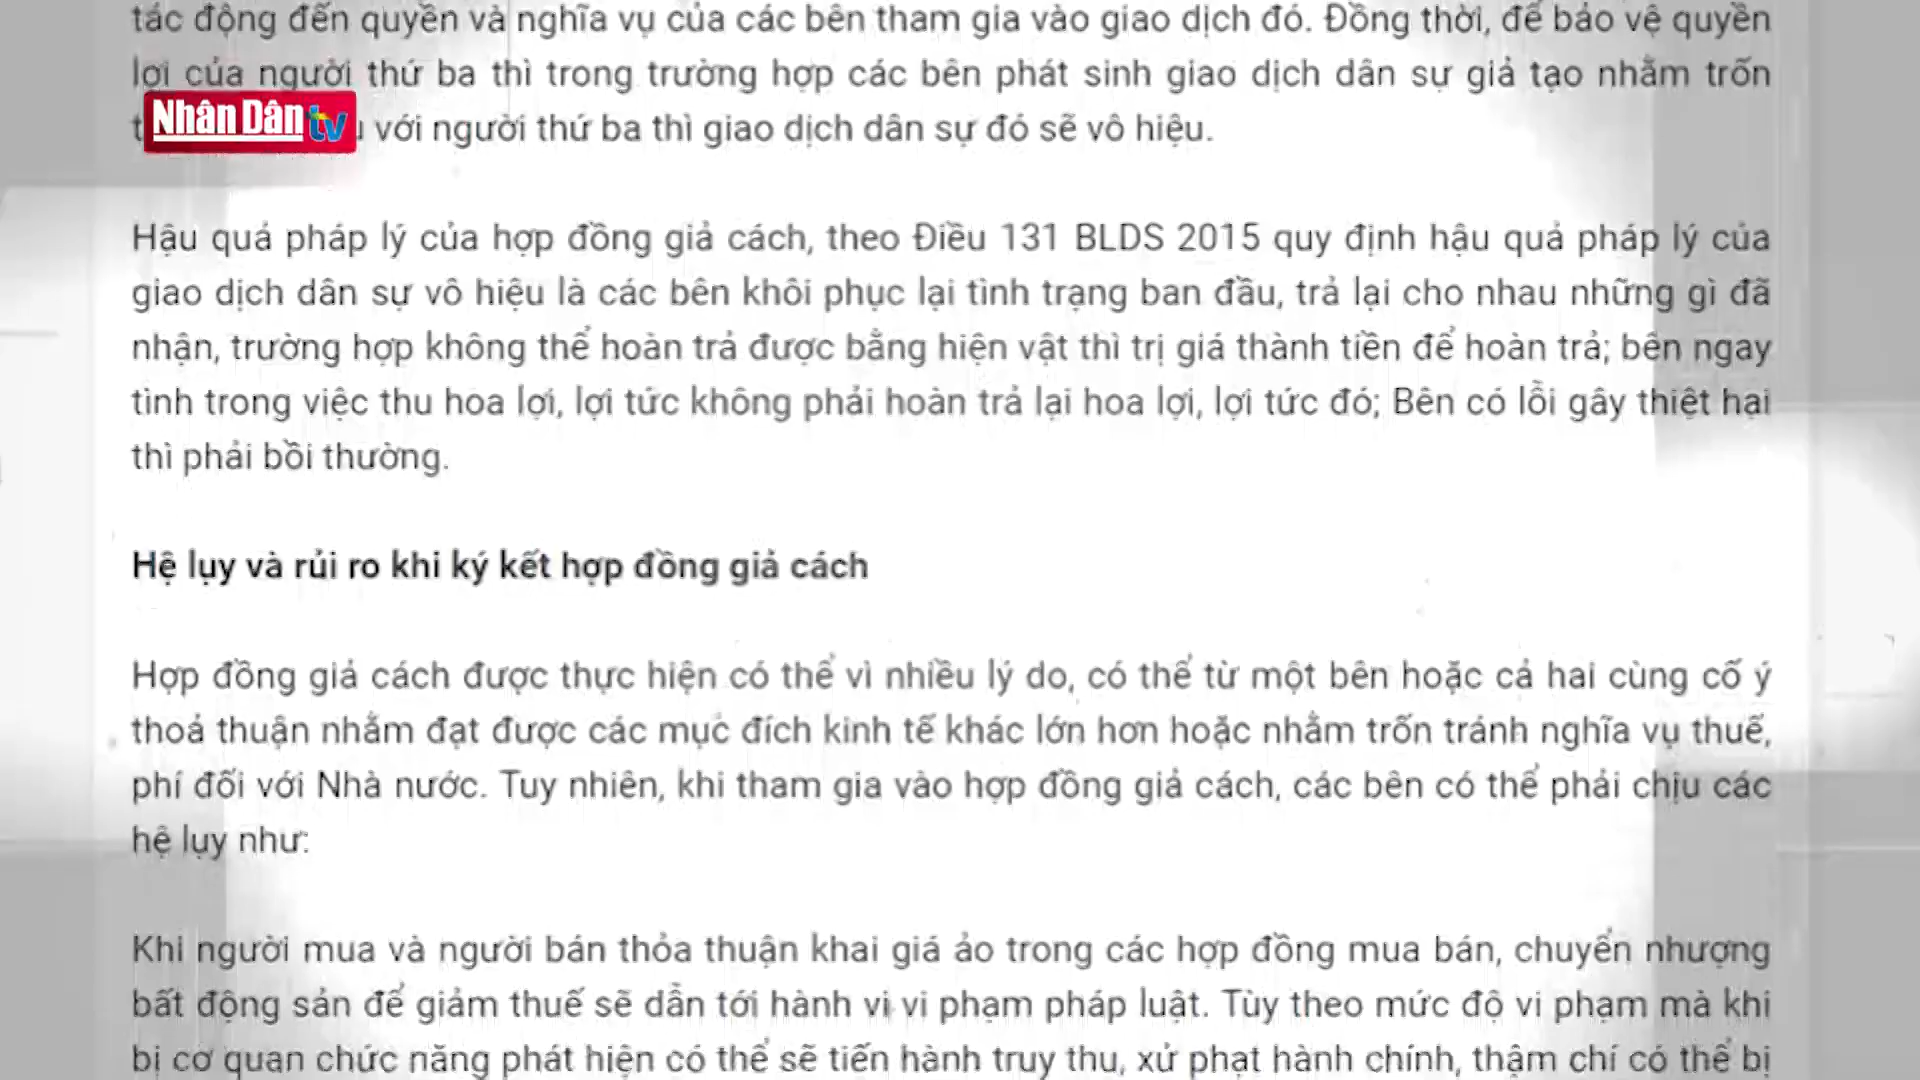 tác động đến quyền và nghĩa vụ của các bên tham gia vào giao dịch đó. Đồng thời, để bảo vệ quyền
lợi của người thứ ba thì trong trường hợp các bên phát sinh giao dịch dân sự giả tạo nhằm trốn
Nhân Dân tv
với người thứ ba thì giao dịch dân sự đó sẽ vô hiệu.
Hậu quả pháp lý của hợp đồng giả cách, theo Điều 131 BLDS 2015 quy định hậu quả pháp lý của
giao dịch dân sự vô hiệu là các bên khôi phục lại tình trạng ban đầu, trả lại cho nhau những gì đã
nhận, trường hợp không thể hoàn trả được bằng hiện vật thì trị giá thành tiền để hoàn trả; bên ngay
tình trong việc thu hoa lợi, lợi tức không phải hoàn trả lại hoa lợi, lợi tức đó; Bên có lỗi gây thiệt hại
thì phải bồi thường.
Hệ lụy và rủi ro khi ký kết hợp đồng giả cách
Hợp đồng giả cách được thực hiện có thể vì nhiều lý do, có thể từ một bên hoặc cả hai cùng cố ý
thoả thuận nhằm đạt được các mục đích kinh tế khác lớn hơn hoặc nhằm trốn tránh nghĩa vụ thuế,
phí đối với Nhà nước. Tuy nhiên, khi tham gia vào hợp đồng giả cách, các bên có thể phải chịu các
hệ lụy như:
Khi người mua và người bán thỏa thuận khai giá ảo trong các hợp đồng mua bán, chuyển nhượng
bất động sản để giảm thuế sẽ dẫn tới hành vi vi phạm pháp luật. Tùy theo mức độ vi phạm mà khi
bị cơ quan chức năng phát hiện có thể sẽ tiến hành truy thu, xử phạt hành chính, thậm chí có thể bị